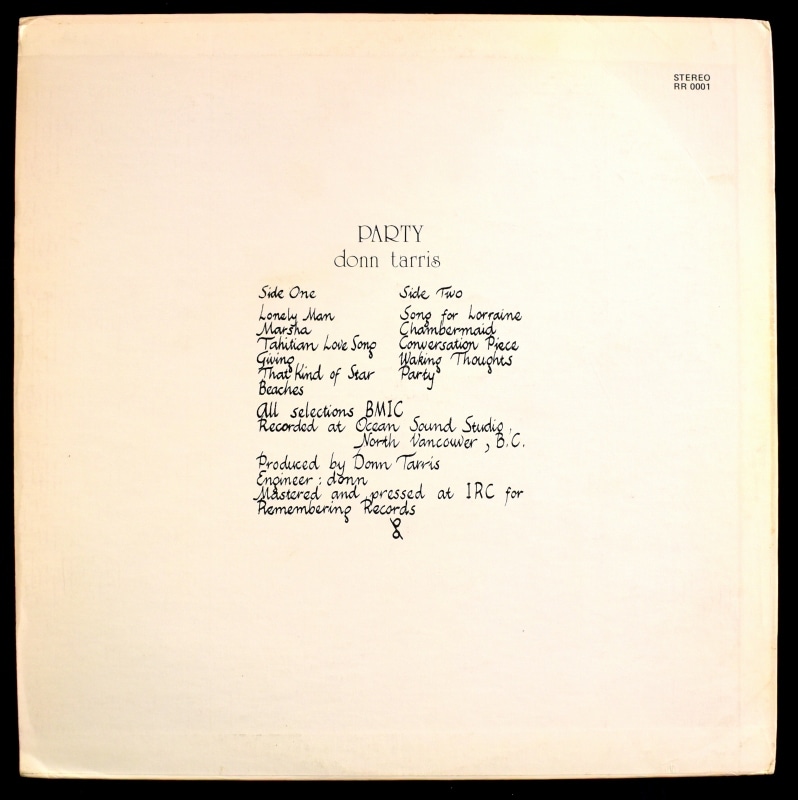 STEREO
RR 0001
PARTY
donn tarris
Side One
Lonely Man
Marsha
Tahitian Love Song
Giving
That Kind of Star
Beaches
Side Two
Song for Lorraine
Chambermaid
Conversation Piece
Waking Thoughts
Party
All selections BMIC
Recorded at Ocean Sound Studio,
North Vancouver, B.C.
Produced by Donn Tarris
Engineer: donn
Mastered and pressed at IRC for
Remembering Records